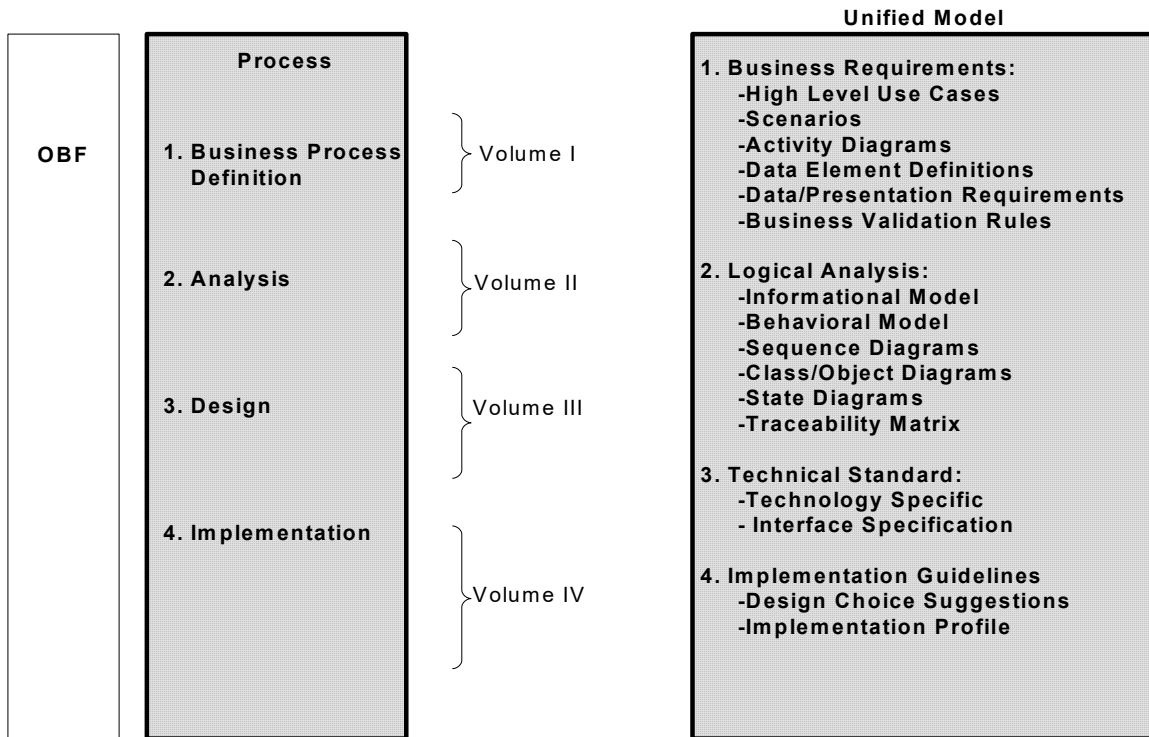 Unified Model
OBF
Process
1. Business Process
Definition
2. Analysis
3. Design
4. Implementation
Volume I
Volume II
Volume III
Volume IV
1. Business Requirements:
-High Level Use Cases
-Scenarios
-Activity Diagrams
-Data Element Definitions
-Data/Presentation Requirements
-Business Validation Rules
2. Logical Analysis:
-Informational Model
-Behavioral Model
-Sequence Diagrams
-Class/Object Diagrams
-State Diagrams
-Traceability Matrix
3. Technical Standard:
-Technology Specific
- Interface Specification
4. Implementation Guidelines
-Design Choice Suggestions
-Implementation Profile